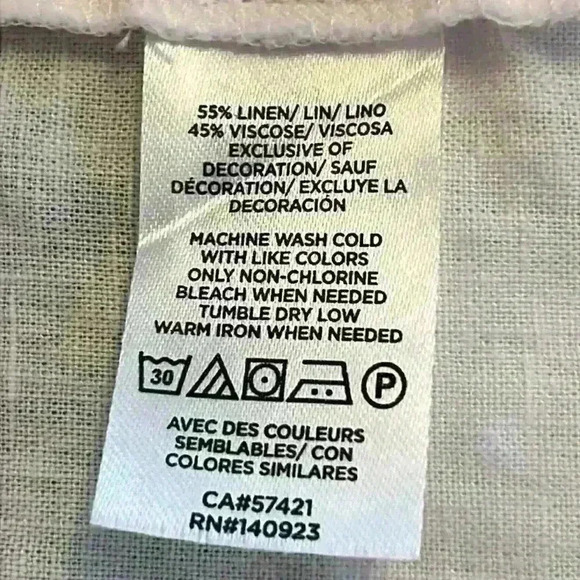 55% LINEN/ LIN/ LINO
45% VISCOSE/ VISCOSA
EXCLUSIVE OF
DECORATION/ SAUF
DÉCORATION/ EXCLUYE LA
DECORACIÓN
MACHINE WASH COLD
WITH LIKE COLORS
ONLY NON-CHLORINE
BLEACH WHEN NEEDED
TUMBLE DRY LOW
WARM IRON WHEN NEEDED
30 P
AVEC DES COULEURS
SEMBLABLES/ CON
COLORES SIMILARES
CA#57421
RN#140923